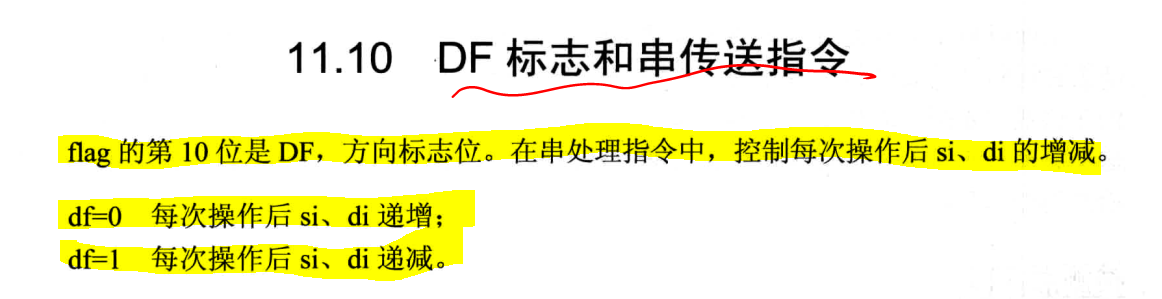 11.10 DF 标志和串传送指令
flag 的第 10 位是 DF，方向标志位。在串处理指令中，控制每次操作后 si、di 的增减。
df=0 每次操作后 si、di 递增；
df=1 每次操作后 si、di 递减。